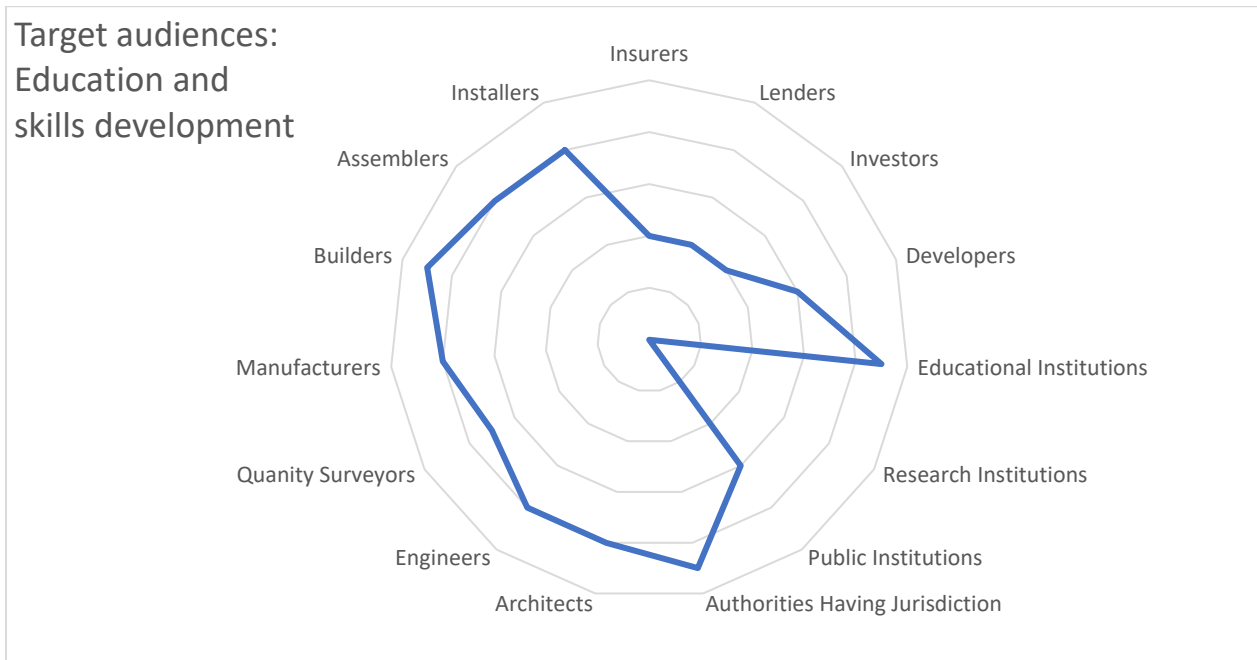 Target audiences:
Education and
skills development
Insurers
Lenders
Investors
Developers
Educational Institutions
Research Institutions
Public Institutions
Authorities Having Jurisdiction
Architects
Engineers
Quanity Surveyors
Manufacturers
Builders
Assemblers
Installers